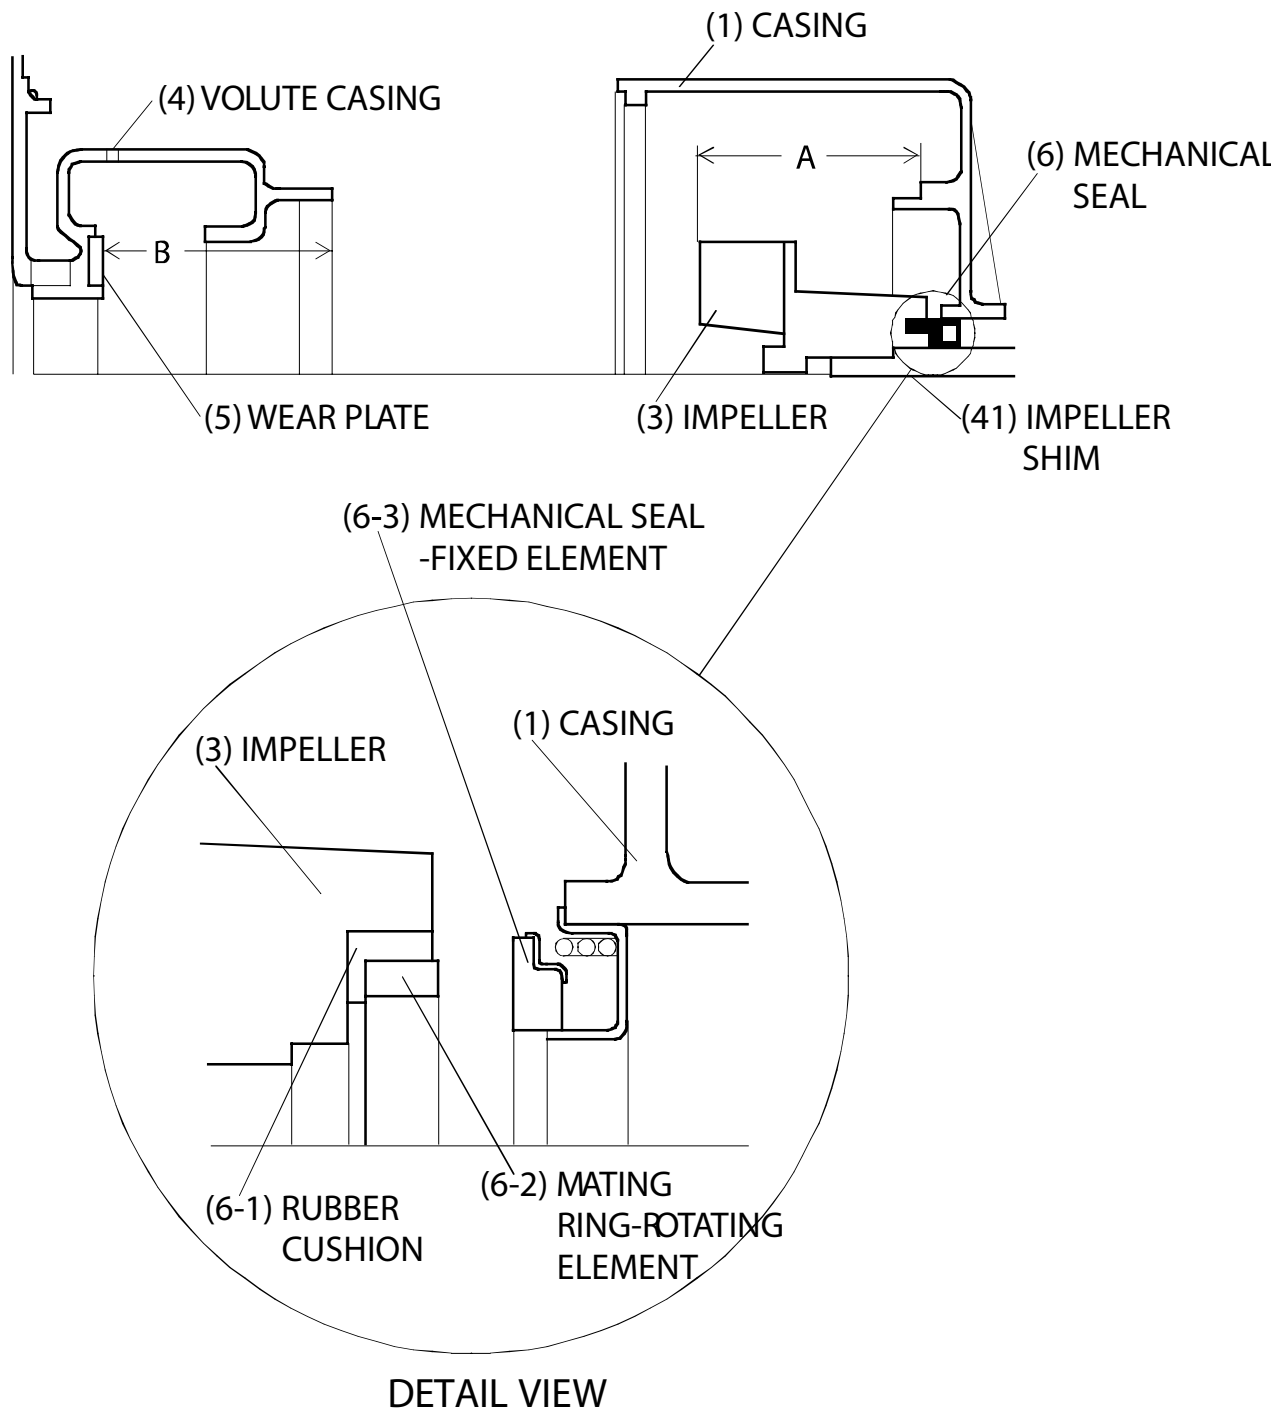 (1) CASING
(4) VOLUTE CASING
A
(6) MECHANICAL
SEAL
B
(5) WEAR PLATE
(3) IMPELLER
(41) IMPELLER
SHIM
(6-3) MECHANICAL SEAL
-FIXED ELEMENT
(1) CASING
(3) IMPELLER
(6-1) RUBBER
CUSHION
(6-2) MATING
RING-ROTATING
ELEMENT
DETAIL VIEW